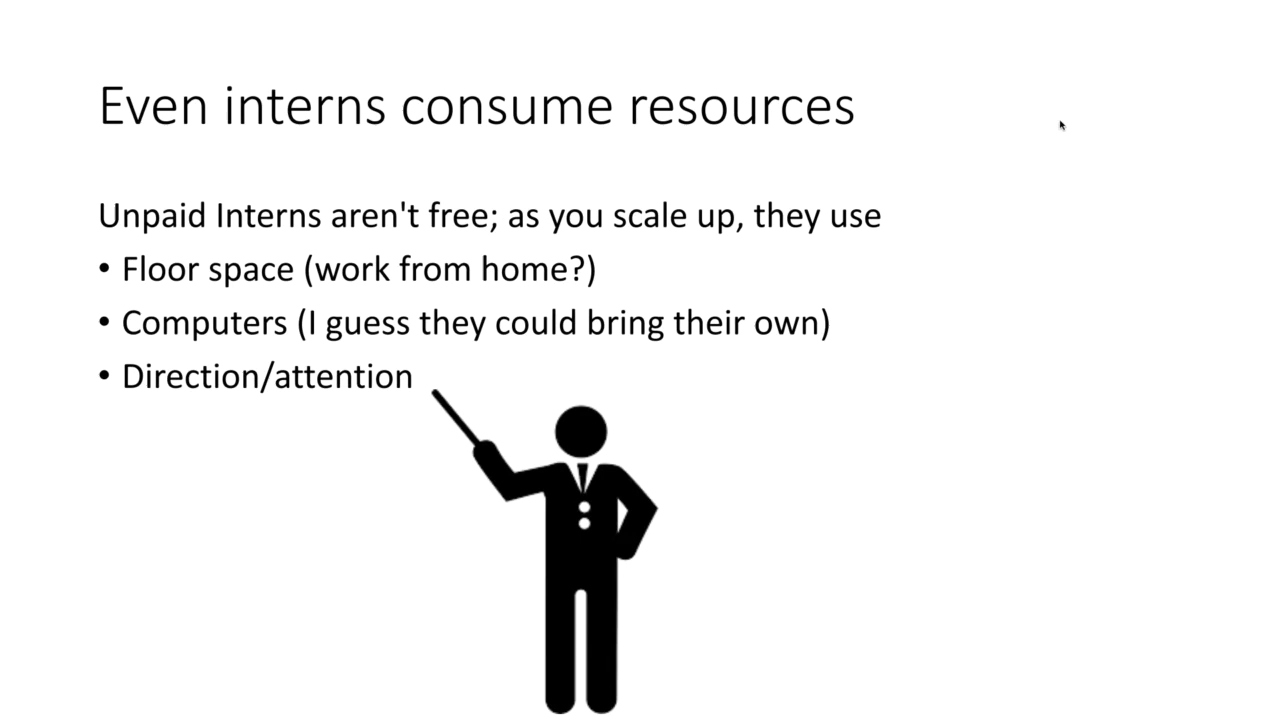 Even interns consume resources
Unpaid Interns aren't free; as you scale up, they use
• Floor space (work from home?)
• Computers (I guess they could bring their own)
• Direction/attention